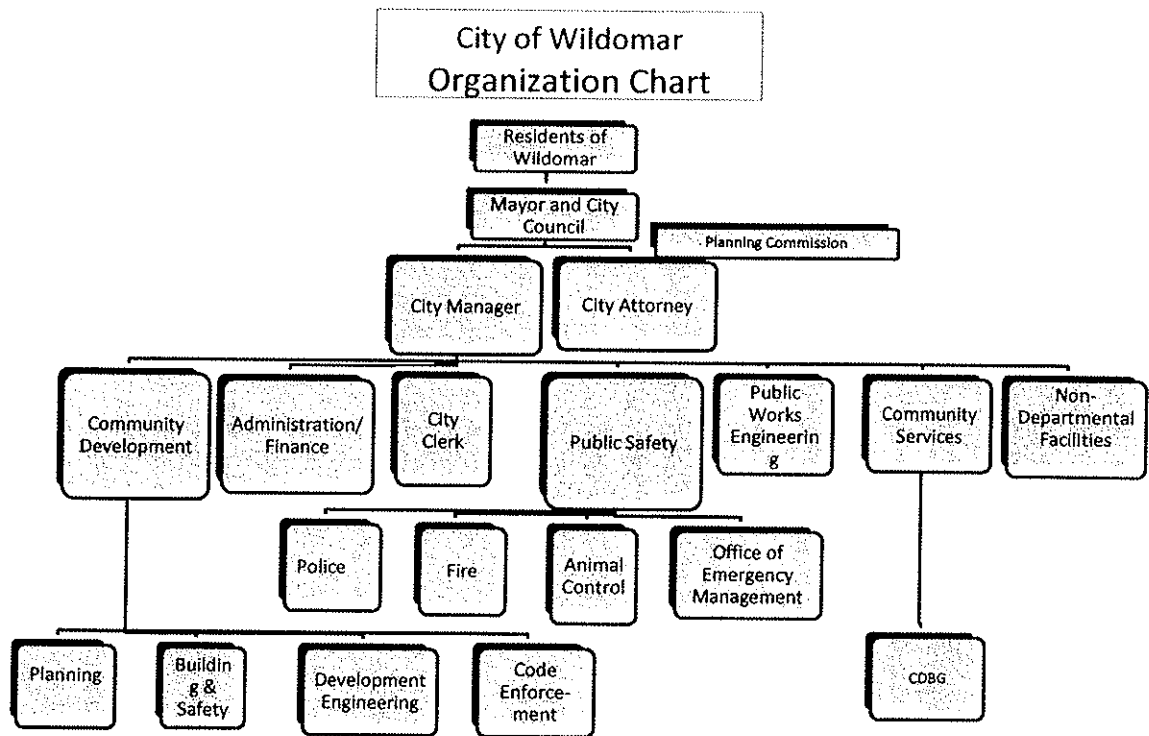 City of Wildomar
Organization Chart
Residents of
Wildomar
Mayor and City
Council
Planning Commission
City Manager
City Attorney
Community
Development
Administration/
Finance
City
Clerk
Public Safety
Public
Works
Engineerin
g
Community
Services
Non-
Departmental
Facilities
Police
Fire
Animal
Control
Office of
Emergency
Management
Planning
Buildin
g &
Safety
Development
Engineering
Code
Enforce-
ment
CDBG